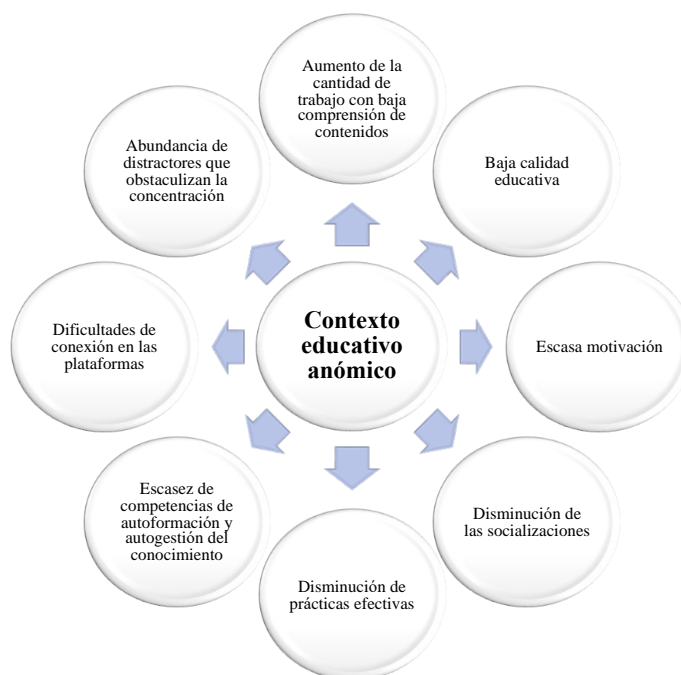 Aumento de la
cantidad de
trabajo con baja
comprensión de
contenidos
Baja calidad
educativa
Escasa motivación
Disminución de
las socializaciones
Disminución de
prácticas efectivas
Escasez de
competencias de
autoformación y
autogestión del
conocimiento
Dificultades de
conexión en las
plataformas
Abundancia de
distractores que
obstaculizan la
concentración
Contexto
educativo
anómico